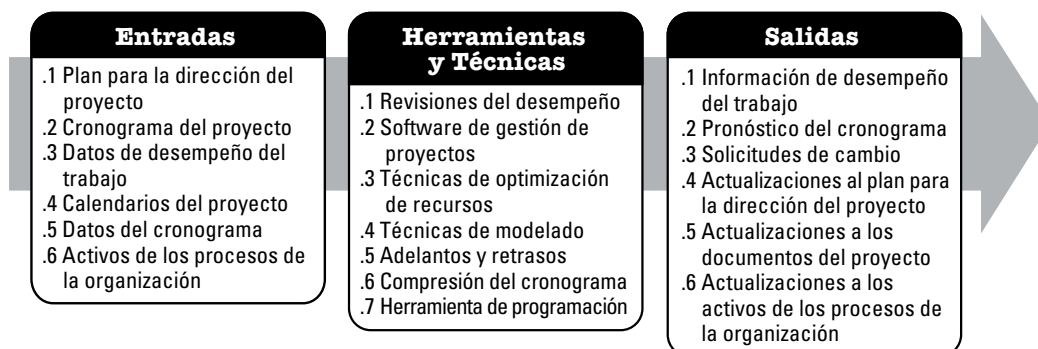 Entradas
.1 Plan para la dirección del
proyecto
.2 Cronograma del proyecto
.3 Datos de desempeño del
trabajo
.4 Calendarios del proyecto
.5 Datos del cronograma
.6 Activos de los procesos de
la organización
Herramientas
y Técnicas
.1 Revisiones del desempeño
.2 Software de gestión de
proyectos
.3 Técnicas de optimización
de recursos
.4 Técnicas de modelado
.5 Adelantos y retrasos
.6 Compresión del cronograma
.7 Herramienta de programación
Salidas
.1 Información de desempeño
del trabajo
.2 Pronóstico del cronograma
.3 Solicitudes de cambio
.4 Actualizaciones al plan para
la dirección del proyecto
.5 Actualizaciones a los
documentos del proyecto
.6 Actualizaciones a los
activos de los procesos de
la organización